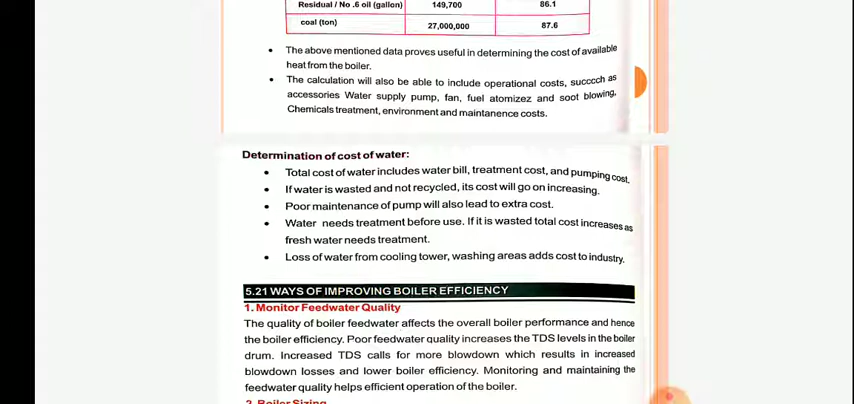 Residual / No .6 oil (gallon) 149,700 86.1
coal (ton) 27,000,000 87.6
• The above mentioned data proves useful in determining the cost of available
heat from the boiler.
• The calculation will also be able to include operational costs, succcch as
accessories Water supply pump, fan, fuel atomizez and soot blowing,
Chemicals treatment, environment and maintanence costs.
Determination of cost of water:
• Total cost of water includes water bill, treatment cost, and pumping cost.
• If water is wasted and not recycled, its cost will go on increasing.
• Poor maintenance of pump will also lead to extra cost.
• Water needs treatment before use. If it is wasted total cost increases as
fresh water needs treatment.
• Loss of water from cooling tower, washing areas adds cost to industry.
5.21 WAYS OF IMPROVING BOILER EFFICIENCY
1. Monitor Feedwater Quality
The quality of boiler feedwater affects the overall boiler performance and hence
the boiler efficiency. Poor feedwater quality increases the TDS levels in the boiler
drum. Increased TDS calls for more blowdown which results in increased
blowdown losses and lower boiler efficiency. Monitoring and maintaining the
feedwater quality helps efficient operation of the boiler.
2. Boiler Sizing